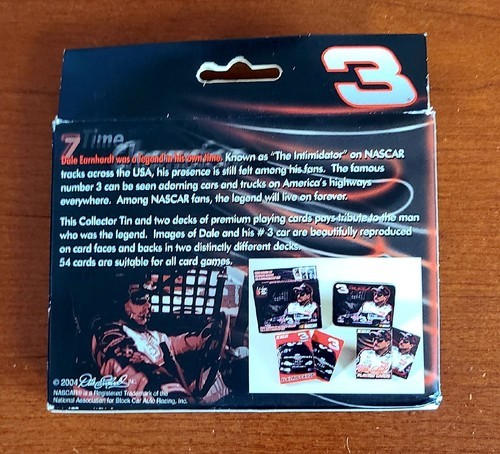 3
7 Time
Champion
Dale Earnhardt was a legend in his own time. Known as "The Intimidator" on NASCAR
tracks across the USA, his presence is still felt among his fans. The famous
number 3 can be seen adorning cars and trucks on America's highways
everywhere. Among NASCAR fans, the legend will live on forever.
This Collector Tin and two decks of premium playing cards pays tribute to the man
who was the legend. Images of Dale and his # 3 car are beautifully reproduced
on card faces and backs in two distinctly different decks.
54 cards are suitable for all card games.
3
3
3
© 2004 Dale Earnhardt, Inc.
NASCAR® is a Registered Trademark of the
National Association for Stock Car Auto Racing, Inc.